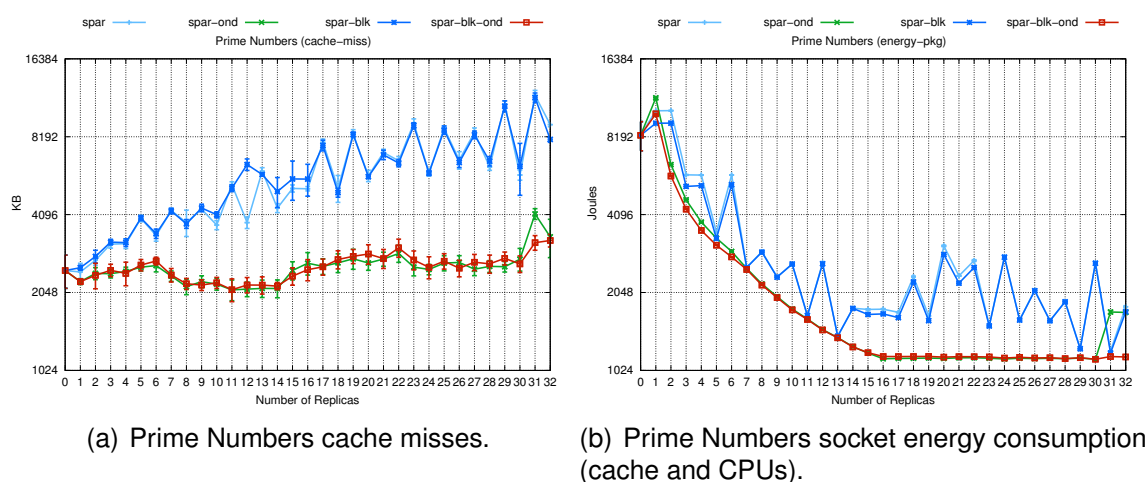 spar spar-ond spar-blk spar-blk-ond
Prime Numbers (cache-miss)
16384
8192
4096
2048
1024
KB
0 1 2 3 4 5 6 7 8 9 10 11 12 13 14 15 16 17 18 19 20 21 22 23 24 25 26 27 28 29 30 31 32
Number of Replicas
(a) Prime Numbers cache misses.
spar spar-ond spar-blk spar-blk-ond
Prime Numbers (energy-pkg)
16384
8192
4096
2048
1024
Joules
0 1 2 3 4 5 6 7 8 9 10 11 12 13 14 15 16 17 18 19 20 21 22 23 24 25 26 27 28 29 30 31 32
Number of Replicas
(b) Prime Numbers socket energy consumption
(cache and CPUs).